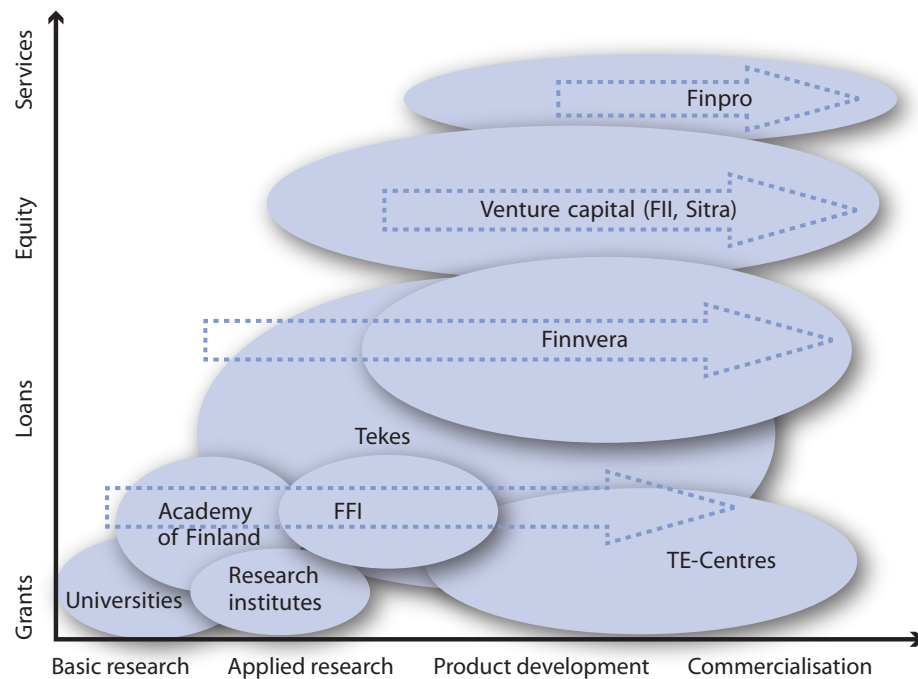 Services
Equity
Loans
Grants
Finpro
Venture capital (FII, Sitra)
Finnvera
Tekes
Academy
of Finland
FFI
Research
institutes
Universities
TE-Centres
Basic research
Applied research
Product development
Commercialisation